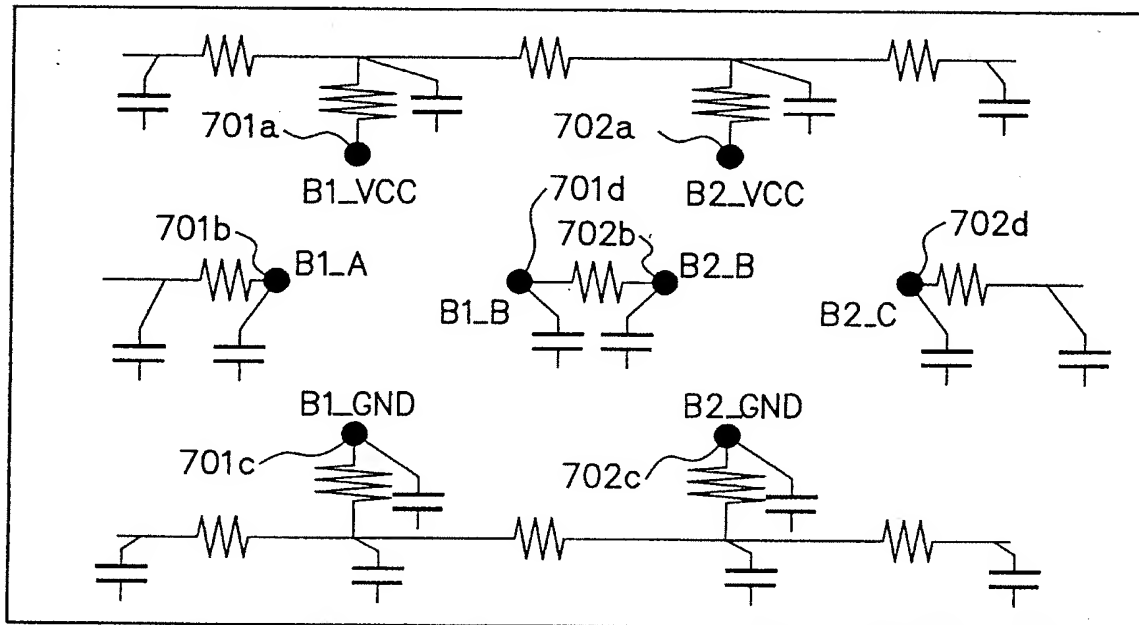 701a
702a
B1_VCC
B2_VCC
701d
701b
702b
702d
B1_A
B2_B
B1_B
B2_C
B1_GND
B2_GND
701c
702c